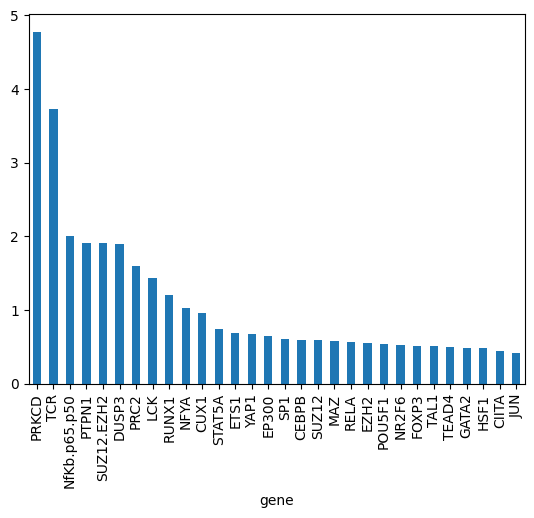 5
4
3
2
1
0
PRKCD
TCR
NfKb.p65.p50
PTPN1
SUZ12.EZH2
DUSP3
PRC2
LCK
RUNX1
NFYA
CUX1
STAT5A
ETS1
YAP1
EP300
SP1
CEBPB
SUZ12
MAZ
RELA
EZH2
POU5F1
NR2F6
FOXP3
TAL1
TEAD4
GATA2
HSF1
CIITA
JUN
gene